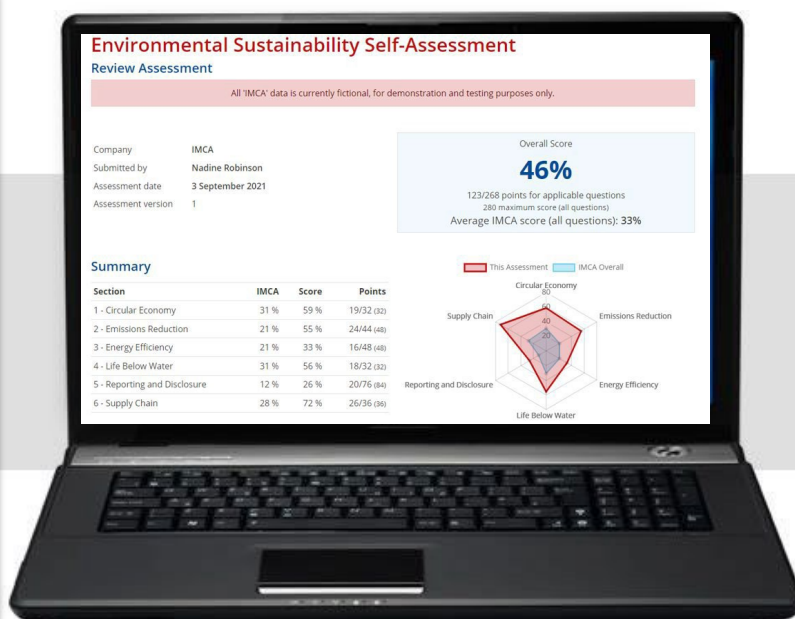 Environmental Sustainability Self-Assessment
Review Assessment
All 'IMCA' data is currently fictional, for demonstration and testing purposes only.
Company IMCA
Submitted by Nadine Robinson
Assessment date 3 September 2021
Assessment version 1
Overall Score
46%
123/268 points for applicable questions
280 maximum score (all questions)
Average IMCA score (all questions): 33%
Summary
Section IMCA Score Points
1 - Circular Economy 31 % 59 % 19/32 (32)
2 - Emissions Reduction 21 % 55 % 24/44 (48)
3 - Energy Efficiency 21 % 33 % 16/48 (48)
4 - Life Below Water 31 % 56 % 18/32 (32)
5 - Reporting and Disclosure 12 % 26 % 20/76 (84)
6 - Supply Chain 28 % 72 % 26/36 (36)
This Assessment IMCA Overall
Circular Economy
80
60
40
20
Supply Chain
Emissions Reduction
Reporting and Disclosure
Energy Efficiency
Life Below Water